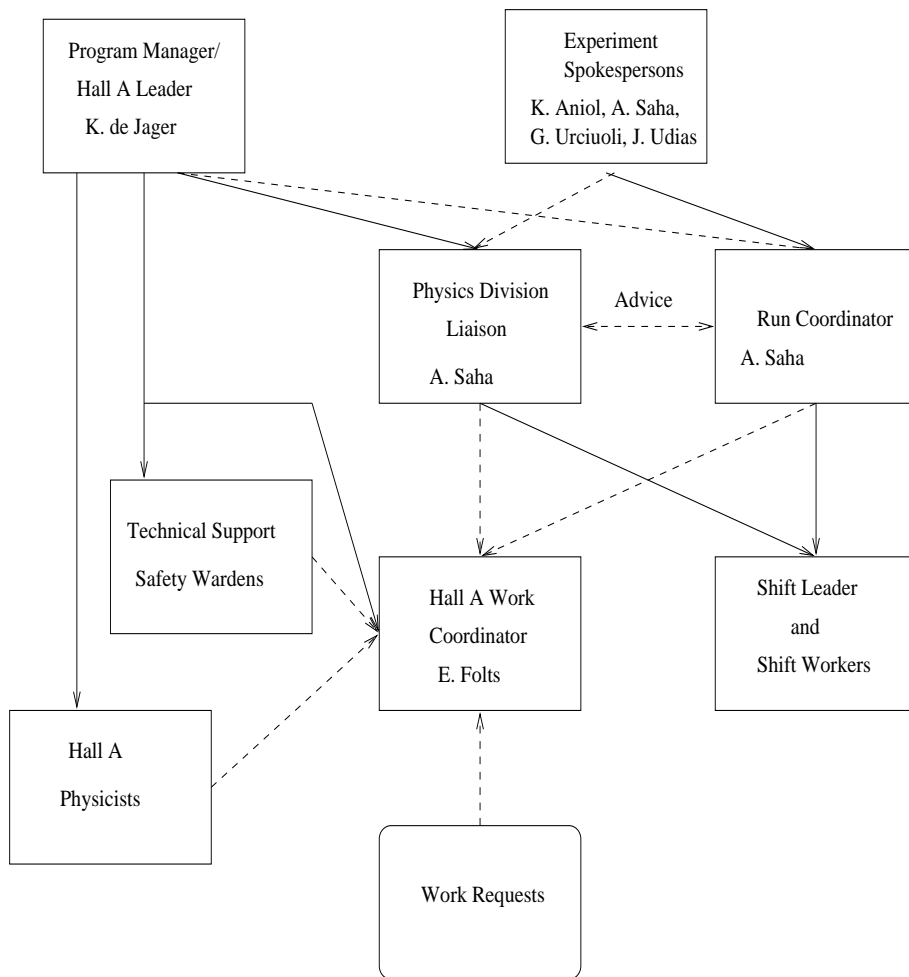 Program Manager/
Hall A Leader
K. de Jager
Experiment
Spokespersons
K. Aniol, A. Saha,
G. Urciuoli, J. Udias
Physics Division
Liaison
A. Saha
Advice
Run Coordinator
A. Saha
Technical Support
Safety Wardens
Hall A Work
Coordinator
E. Folts
Shift Leader
and
Shift Workers
Hall A
Physicists
Work Requests